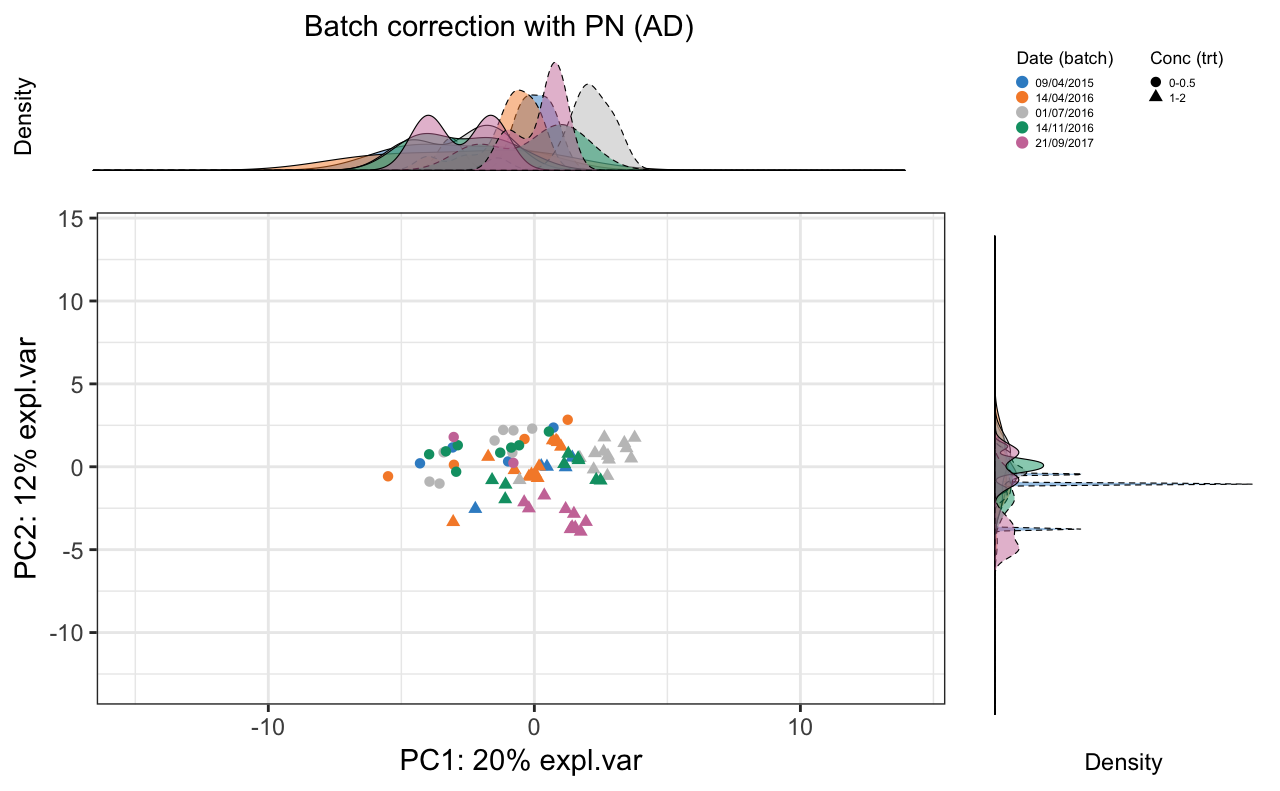 Batch correction with PN (AD)
Density
Date (batch)
09/04/2015
14/04/2016
01/07/2016
14/11/2016
21/09/2017
Conc (trt)
0-0.5
1-2
PC2: 12% expl.var
15
10
5
0
-5
-10
-10
0
10
PC1: 20% expl.var
Density